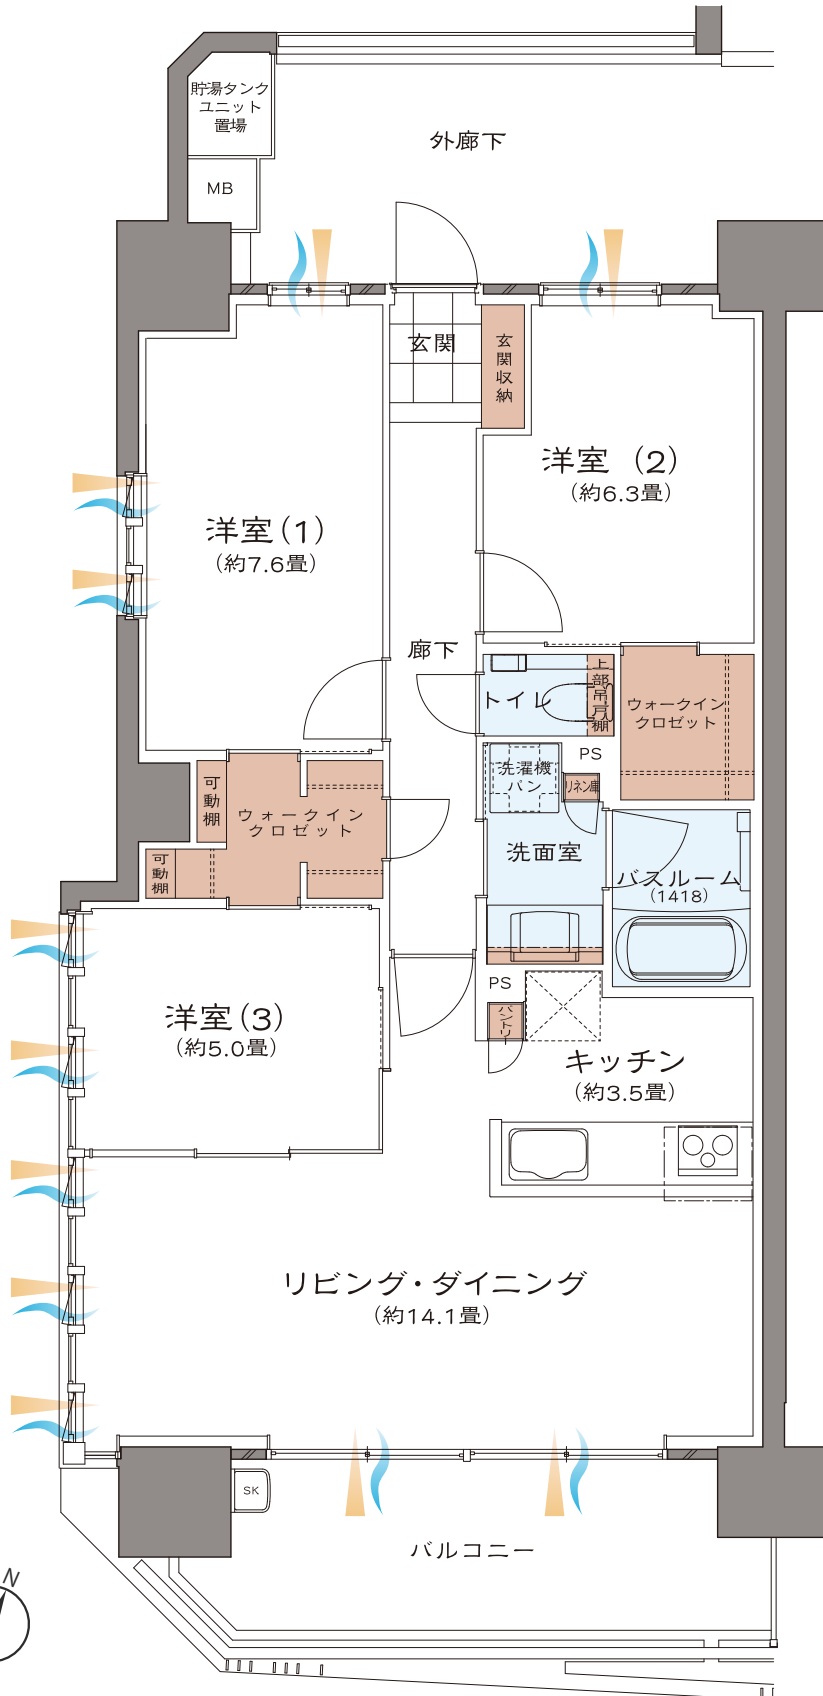 貯湯タンク
ユニット
置場
外廊下
MB
玄関
玄関収納
洋室(2)
(約6.3畳)
洋室(1)
(約7.6畳)
廊下
トイレ
上部吊戸棚
ウォークイン
クロゼット
PS
洗濯機
パン
リネン庫
可動棚
ウォークイン
クロゼット
可動棚
洗面室
バスルーム
(1418)
PS
パントリー
洋室(3)
(約5.0畳)
キッチン
(約3.5畳)
リビング・ダイニング
(約14.1畳)
SK
バルコニー
N